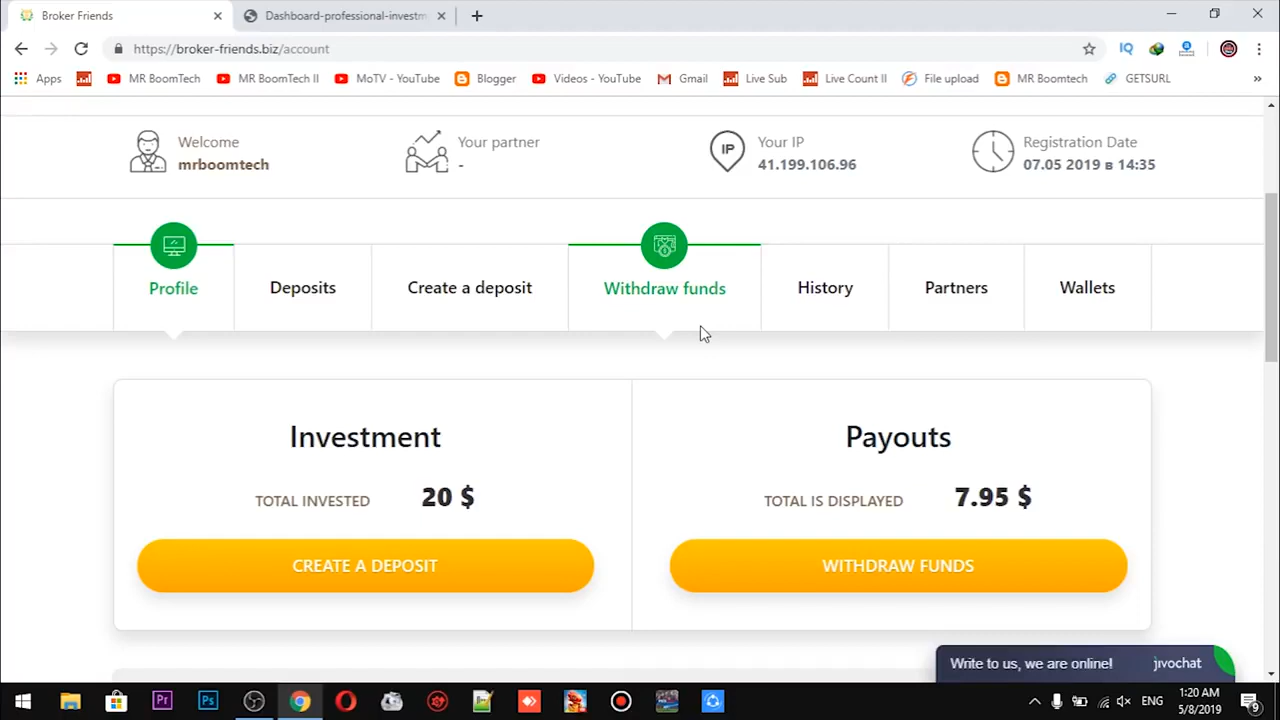 Broker Friends
Dashboard-professional-investm
https://broker-friends.biz/account
Apps
MR BoomTech
MR BoomTech II
MoTV - YouTube
Blogger
Videos - YouTube
Gmail
Live Sub
Live Count II
File upload
MR Boomtech
GETSURL
Welcome
mrboomtech
Your partner
-
IP
Your IP
41.199.106.96
Registration Date
07.05 2019 в 14:35
Profile
Deposits
Create a deposit
Withdraw funds
History
Partners
Wallets
Investment
TOTAL INVESTED 20 $
CREATE A DEPOSIT
Payouts
TOTAL IS DISPLAYED 7.95 $
WITHDRAW FUNDS
Write to us, we are online! jivochat
ENG
1:20 AM
5/8/2019